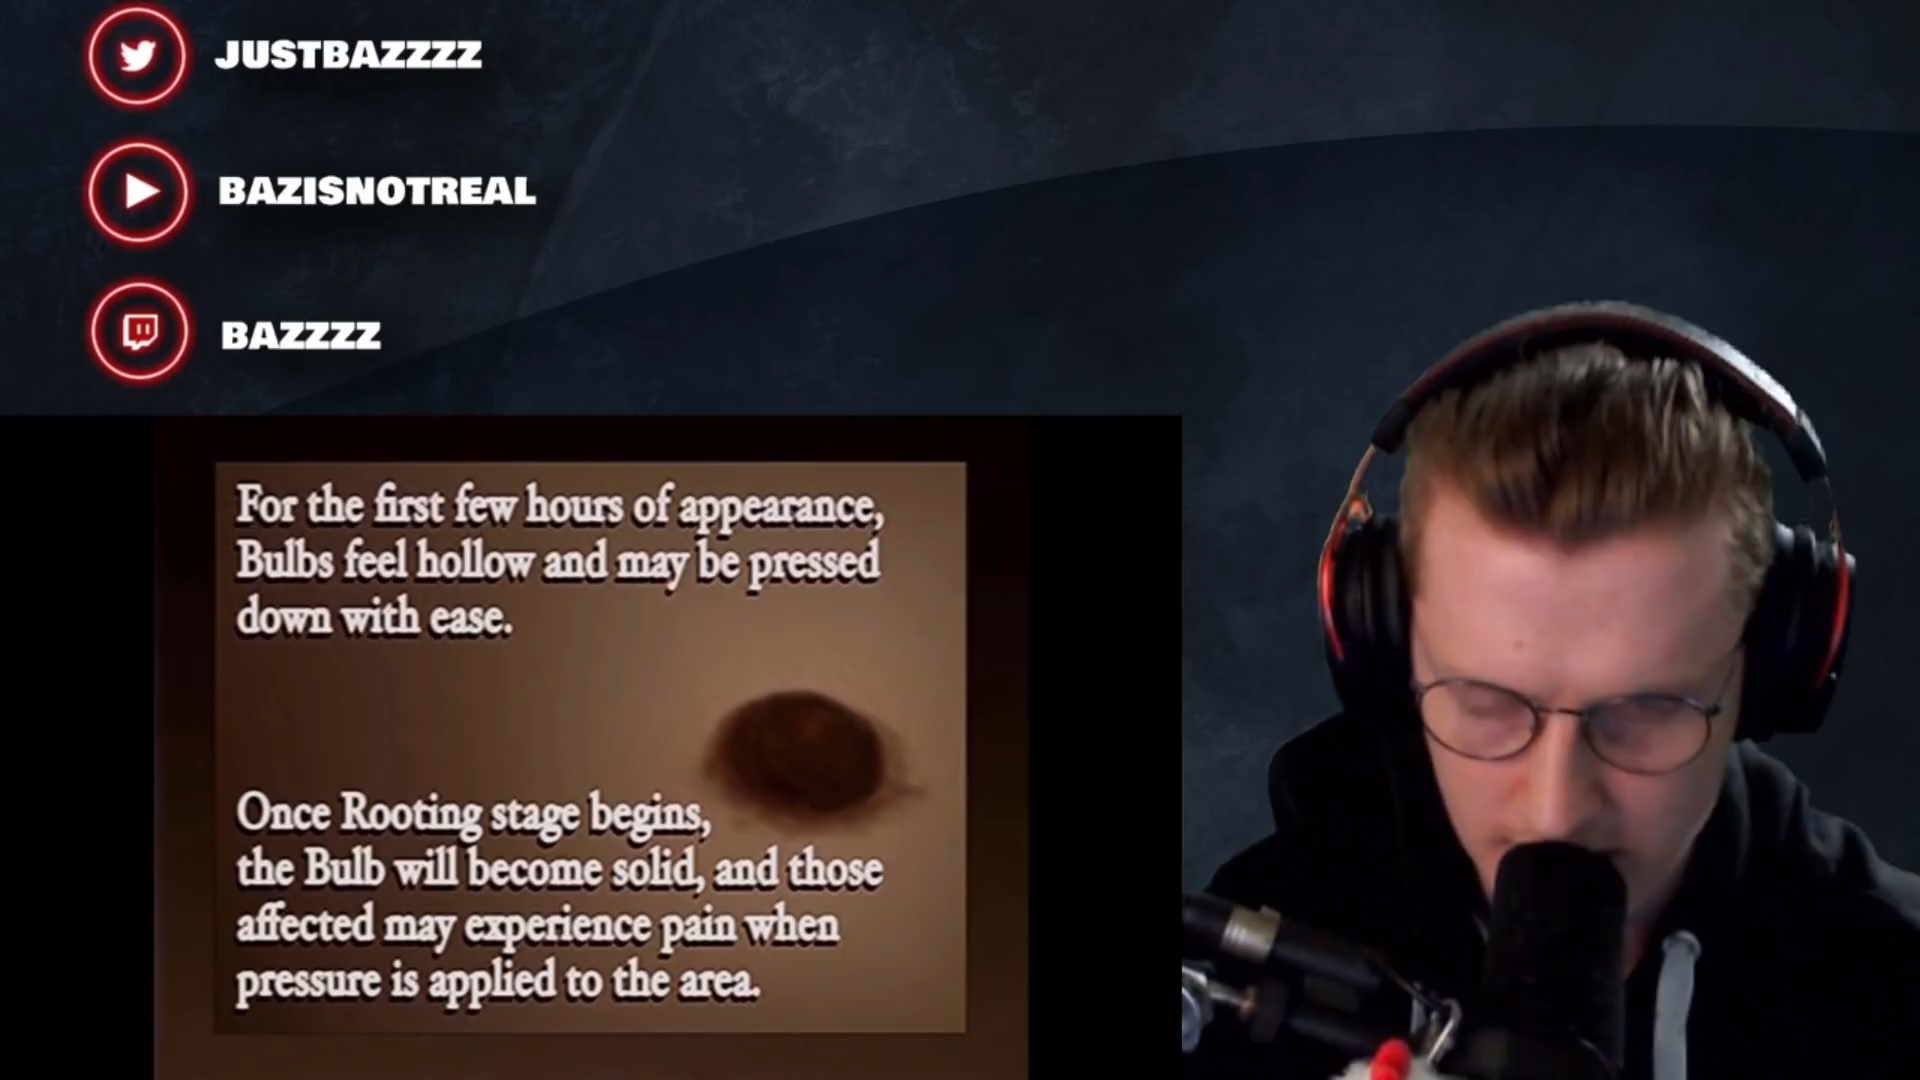 JUSTBAZZZZ
BAZISNOTREAL
BAZZZZ
For the first few hours of appearance,
Bulbs feel hollow and may be pressed
down with ease.
Once Rooting stage begins,
the Bulb will become solid, and those
affected may experience pain when
pressure is applied to the area.